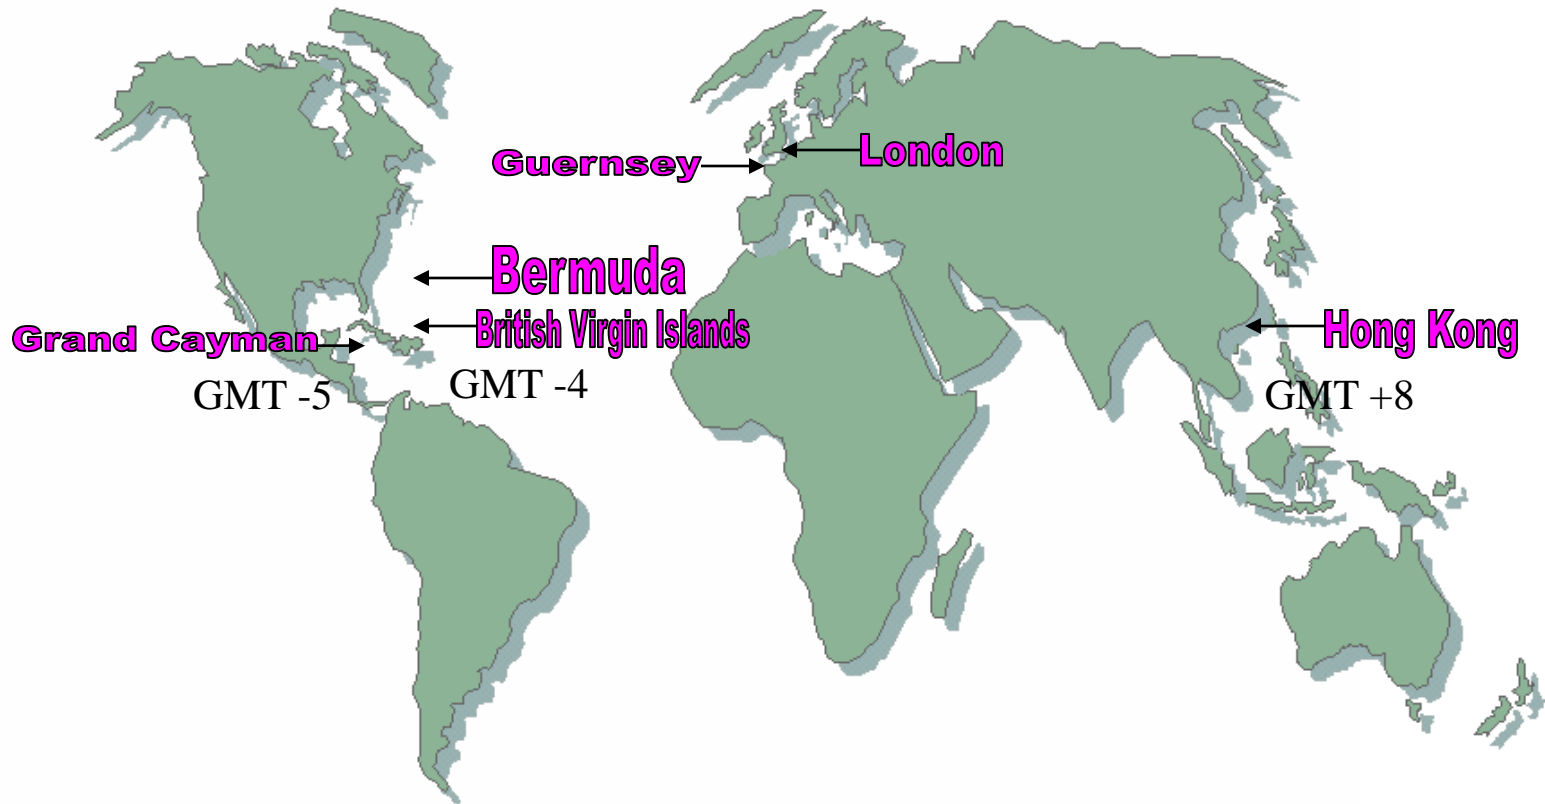 London
Guernsey
Bermuda
British Virgin Islands
Grand Cayman
Hong Kong
GMT -5
GMT -4
GMT +8